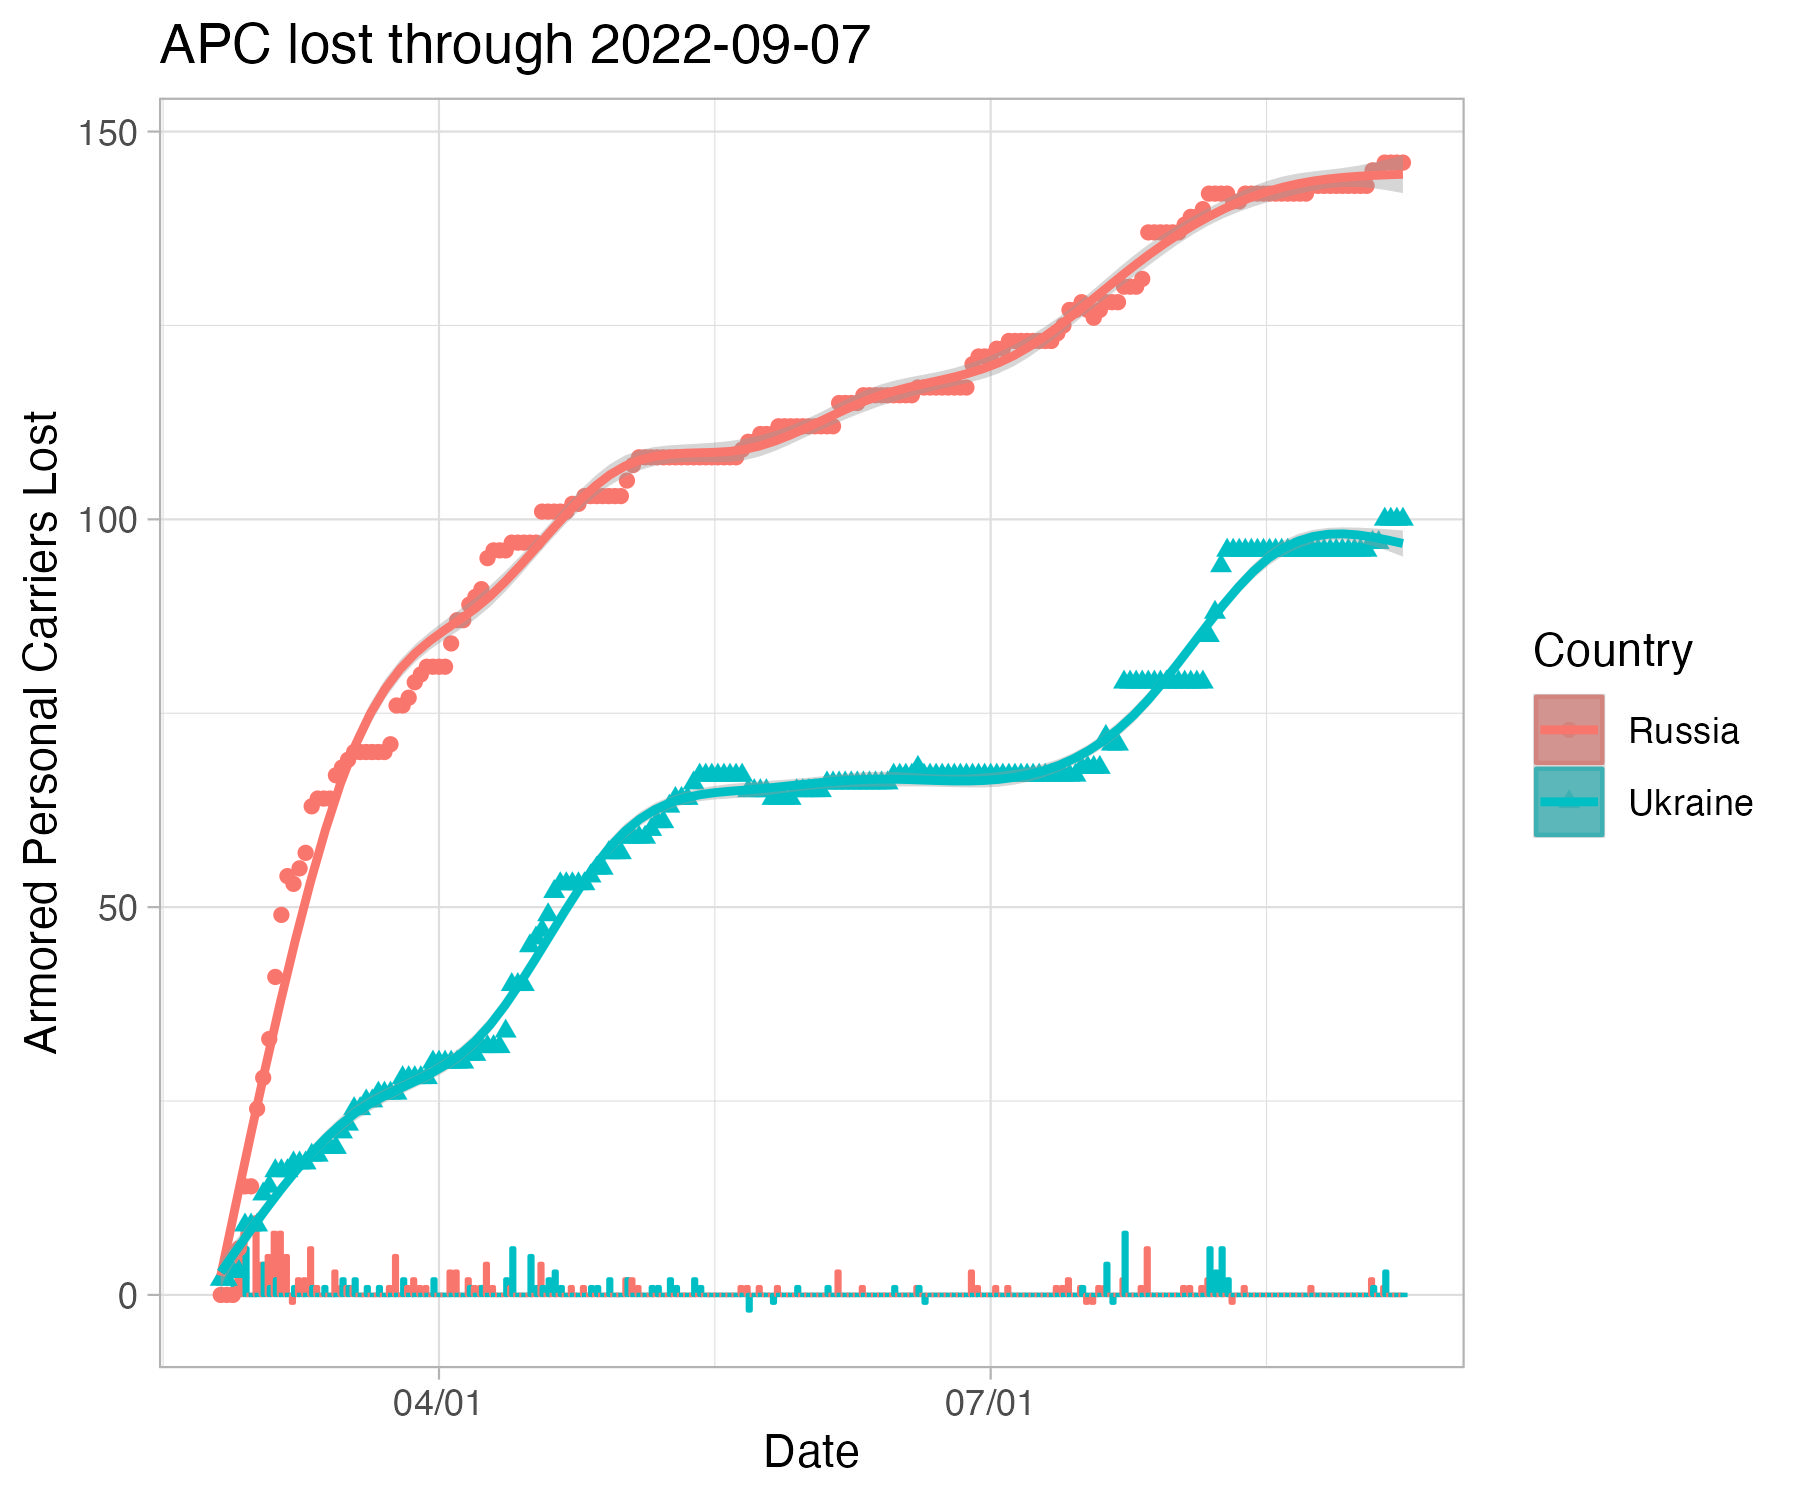 APC lost through 2022-09-07
Armored Personal Carriers Lost
150
100
50
0
04/01
07/01
Date
Country
Russia
Ukraine